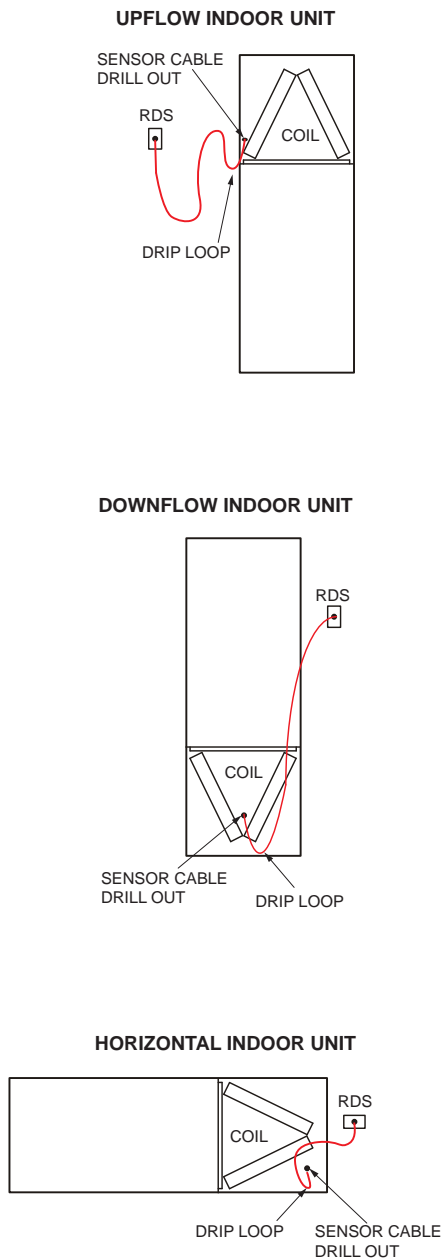 UPFLOW INDOOR UNIT
SENSOR CABLE
DRILL OUT
RDS
COIL
DRIP LOOP
DOWNFLOW INDOOR UNIT
RDS
COIL
SENSOR CABLE
DRILL OUT
DRIP LOOP
HORIZONTAL INDOOR UNIT
RDS
COIL
DRIP LOOP
SENSOR CABLE
DRILL OUT